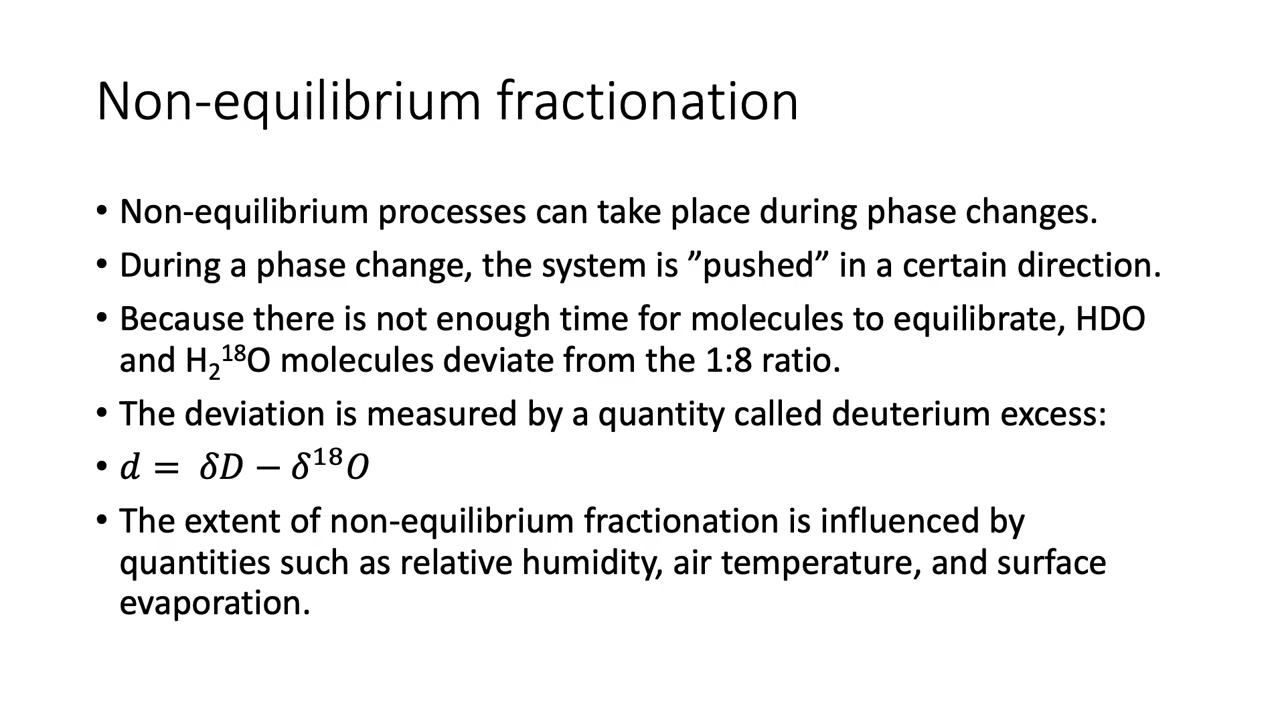 Non-equilibrium fractionation
• Non-equilibrium processes can take place during phase changes.
• During a phase change, the system is ”pushed” in a certain direction.
• Because there is not enough time for molecules to equilibrate, HDO
and H₂¹⁸O molecules deviate from the 1:8 ratio.
• The deviation is measured by a quantity called deuterium excess:
• 𝑑 = 𝛿𝐷 − 𝛿¹⁸𝑂
• The extent of non-equilibrium fractionation is influenced by
quantities such as relative humidity, air temperature, and surface
evaporation.